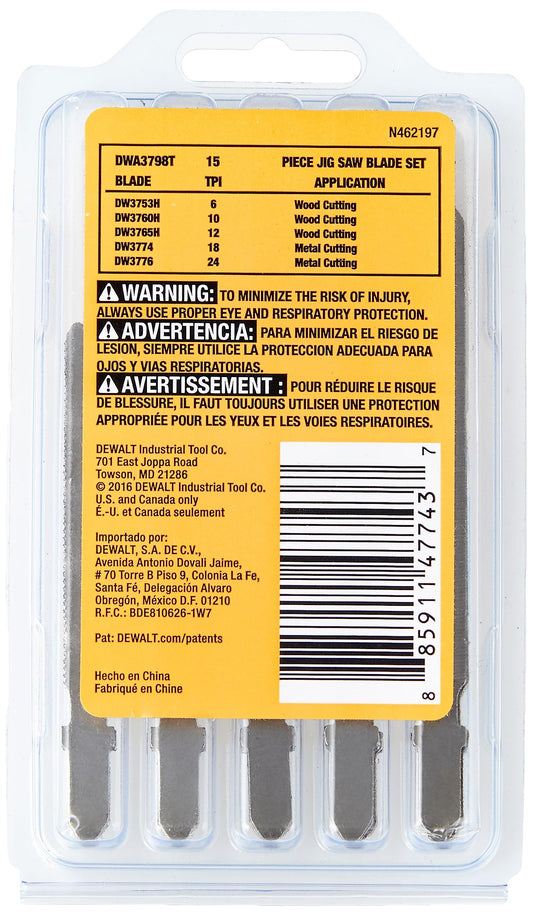 N462197
DWA3798T 15 PIECE JIG SAW BLADE SET
BLADE TPI APPLICATION
DW3753H 6 Wood Cutting
DW3760H 10 Wood Cutting
DW3765H 12 Wood Cutting
DW3774 18 Metal Cutting
DW3776 24 Metal Cutting
WARNING: TO MINIMIZE THE RISK OF INJURY,
ALWAYS USE PROPER EYE AND RESPIRATORY PROTECTION.
ADVERTENCIA: PARA MINIMIZAR EL RIESGO DE
LESION, SIEMPRE UTILICE LA PROTECCION ADECUADA PARA
OJOS Y VIAS RESPIRATORIAS.
AVERTISSEMENT : POUR RÉDUIRE LE RISQUE
DE BLESSURE, IL FAUT TOUJOURS UTILISER UNE PROTECTION
APPROPRIÉE POUR LES YEUX ET LES VOIES RESPIRATOIRES.
DEWALT Industrial Tool Co.
701 East Joppa Road
Towson, MD 21286
© 2016 DEWALT Industrial Tool Co.
U.S. and Canada only
É.-U. et Canada seulement
Importado por:
DEWALT, S.A. DE C.V.,
Avenida Antonio Dovali Jaime,
# 70 Torre B Piso 9, Colonia La Fe,
Santa Fé, Delegación Alvaro
Obregón, México D.F. 01210
R.F.C.: BDE810626-1W7
Pat: DEWALT.com/patents
Hecho en China
Fabriqué en Chine
8 85911 47743 7